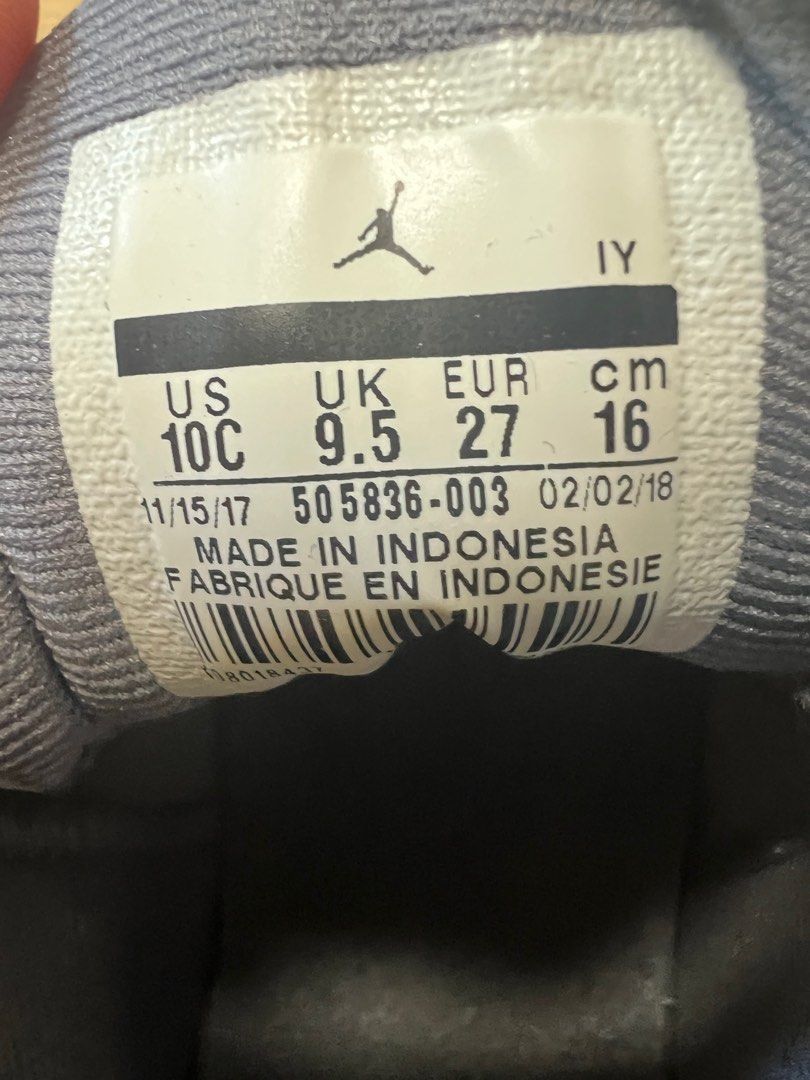 IY
US UK EUR cm
10C 9.5 27 16
11/15/17 505836-003 02/02/18
MADE IN INDONESIA
FABRIQUE EN INDONESIE